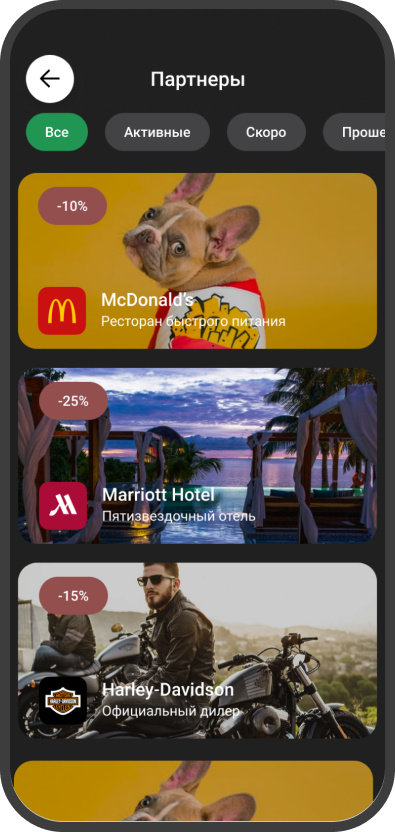 Партнеры
Все
Активные
Скоро
Проше
-10%
McDonald's
Ресторан быстрого питания
-25%
Marriott Hotel
Пятизвездочный отель
-15%
Harley-Davidson
Официальный дилер